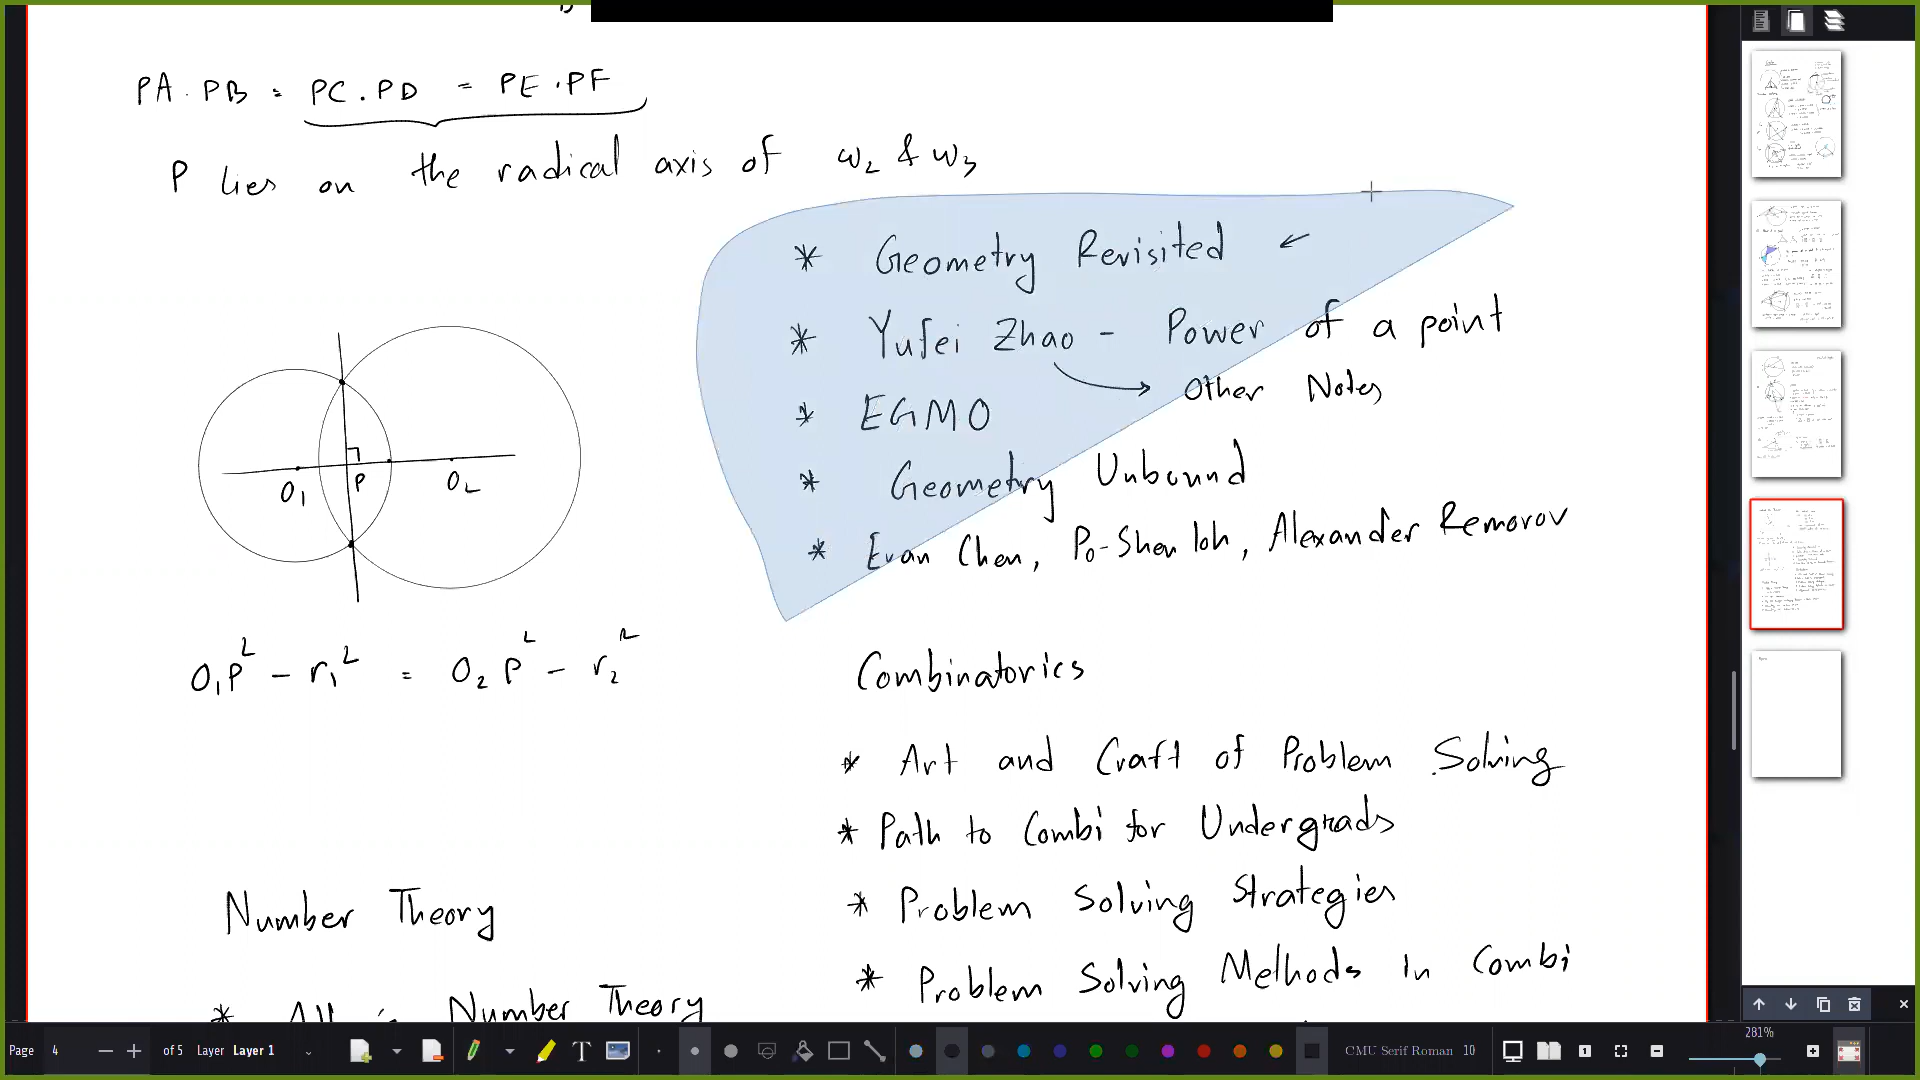 PA . PB = PC . PD = PE . PF
P lies on the radical axis of ω₂ & ω₃
* Geometry Revisited ←
* Yufei Zhao - Power of a point
Other Notes
* EGMO
* Geometry Unbound
* Evan Chen, Po-Shen Loh, Alexander Remorov
O₁ P O₂
O₁P² - r₁² = O₂P² - r₂²
Combinatorics
* Art and Craft of Problem Solving
* Path to Combi for Undergrads
* Problem Solving Strategies
* Problem Solving Methods in Combi
Number Theory
* Number Theory
Page 4 of 5 Layer Layer 1
CMU Serif Roman 10
281%